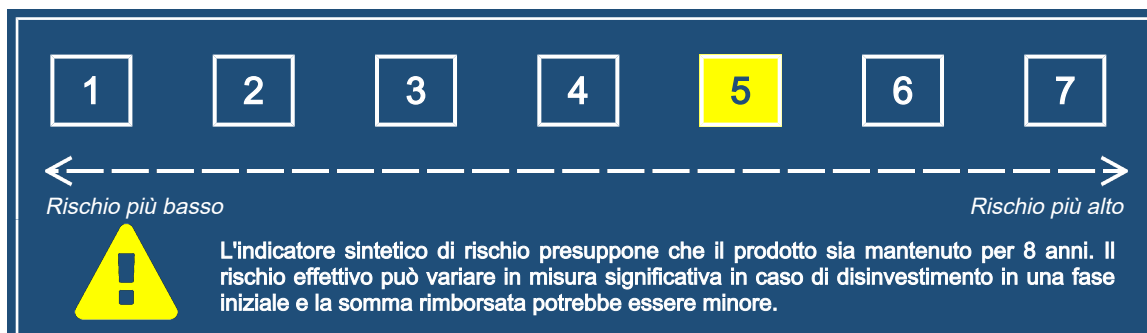 1 2 3 4 5 6 7
Rischio più basso Rischio più alto
L'indicatore sintetico di rischio presuppone che il prodotto sia mantenuto per 8 anni. Il
rischio effettivo può variare in misura significativa in caso di disinvestimento in una fase
iniziale e la somma rimborsata potrebbe essere minore.